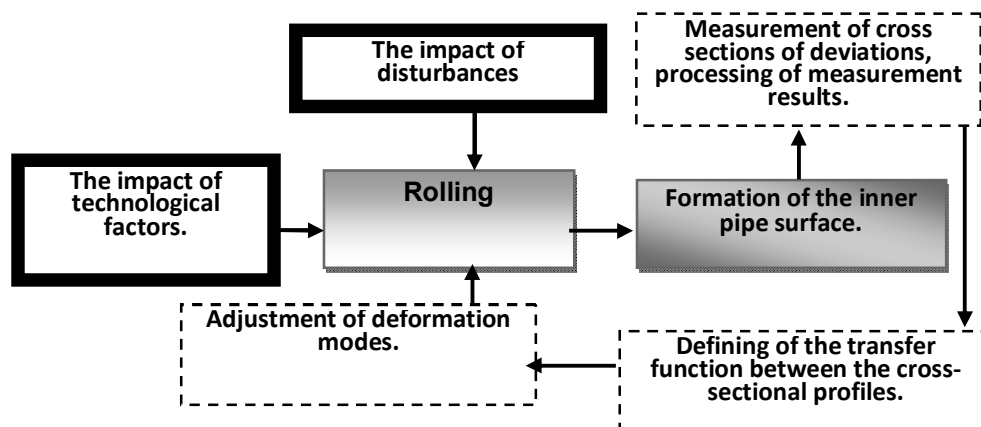 The impact of
disturbances
Measurement of cross
sections of deviations,
processing of measurement
results.
The impact of
technological
factors.
Rolling
Formation of the inner
pipe surface.
Adjustment of deformation
modes.
Defining of the transfer
function between the cross-
sectional profiles.